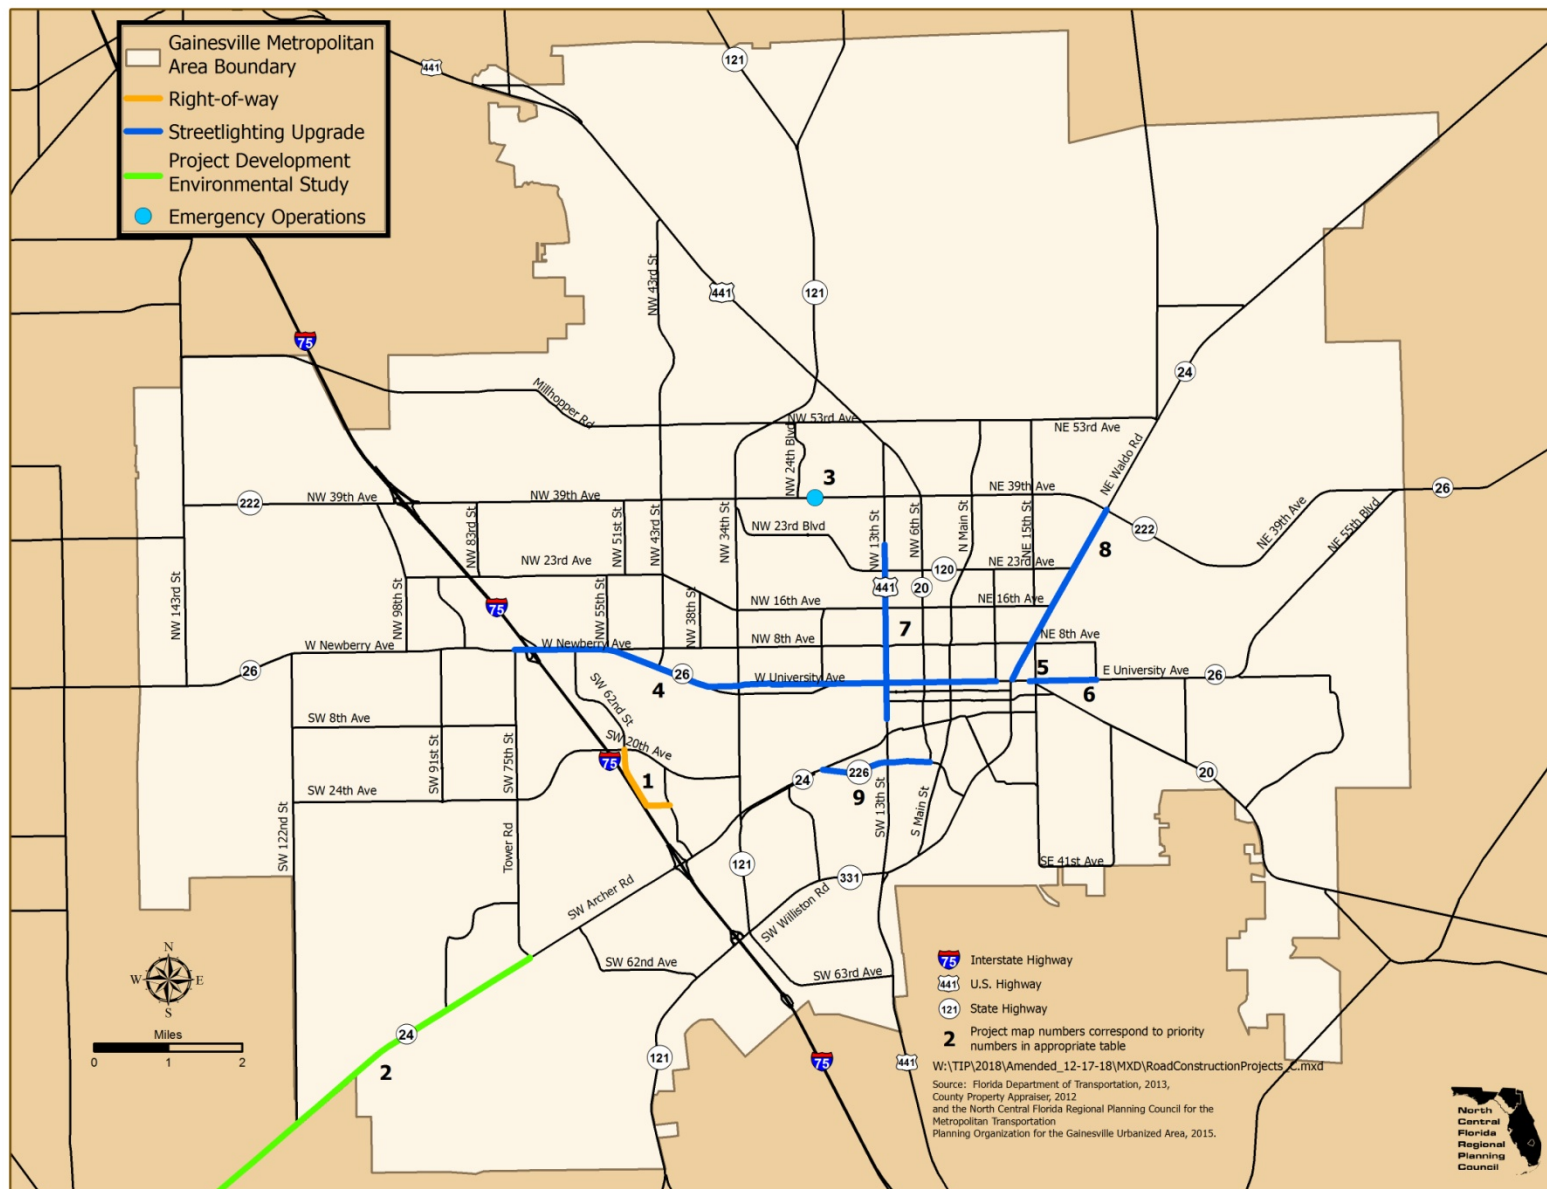 Gainesville Metropolitan
Area Boundary
Right-of-way
Streetlighting Upgrade
Project Development
Environmental Study
Emergency Operations
441
121
NW 43rd St
441
121
75
24
Millhopper Rd
NW 53rd Ave
NE 53rd Ave
NW 24th Blvd
NE Waldo Rd
3
222
NW 39th Ave
NW 39th Ave
NE 39th Ave
26
222
NE 39th Ave
NE 55th Blvd
NW 83rd St
NW 51st St
NW 43rd St
NW 34th St
NW 23rd Blvd
NW 13th St
NW 6th St
N Main St
NE 15th St
8
NW 23rd Ave
120
NE 23rd Ave
441
20
NW 143rd St
NW 98th St
75
NW 55th St
NW 38th St
NW 16th Ave
NE 16th Ave
7
W Newberry Ave
W Newberry Ave
NW 8th Ave
NE 8th Ave
26
26
4
W University Ave
5
6
E University Ave
26
SW 62nd St
SW 8th Ave
SW 91st St
SW 75th St
75
SW 20th Ave
1
24
226
9
20
SW 24th Ave
SW 13th St
S Main St
SW 122nd St
Tower Rd
121
331
SE 41st Ave
SW Archer Rd
SW Williston Rd
SW 62nd Ave
SW 63rd Ave
24
2
121
75
441
N
W
E
S
Miles
0
1
2
75
Interstate Highway
441
U.S. Highway
121
State Highway
2
Project map numbers correspond to priority
numbers in appropriate table
W:\TIP\2018\Amended_12-17-18\MXD\RoadConstructionProjects_C.mxd
Source: Florida Department of Transportation, 2013,
County Property Appraiser, 2012
and the North Central Florida Regional Planning Council for the
Metropolitan Transportation
Planning Organization for the Gainesville Urbanized Area, 2015.
North
Central
Florida
Regional
Planning
Council